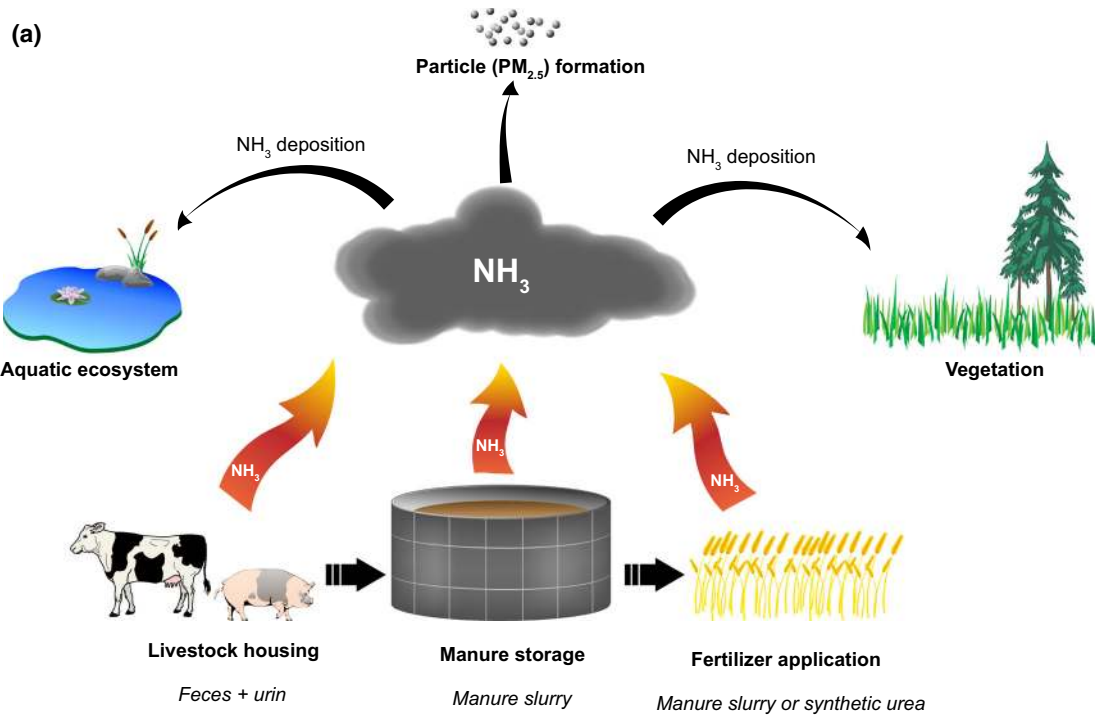 (a)
Particle (PM2.5) formation
NH3 deposition
NH3 deposition
NH3
Aquatic ecosystem
Vegetation
NH3
NH3
NH3
Livestock housing
Manure storage
Fertilizer application
Feces + urin
Manure slurry
Manure slurry or synthetic urea